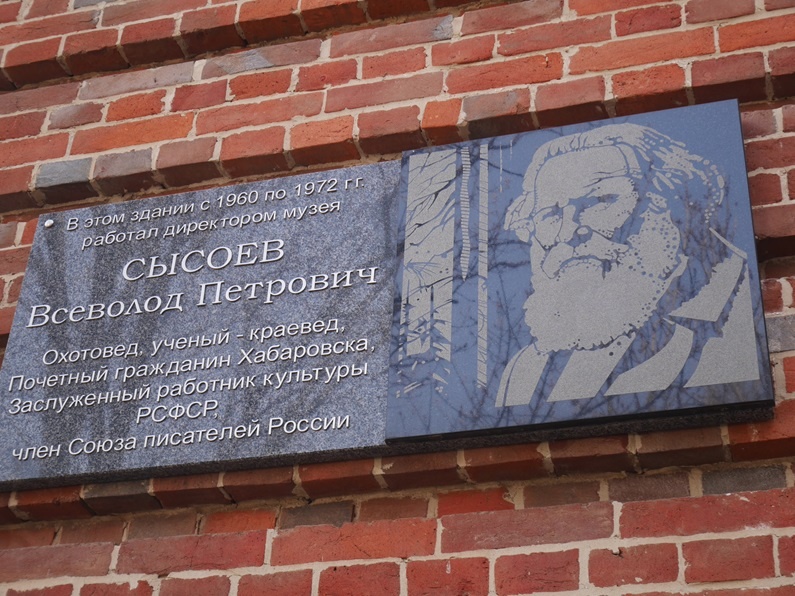 В этом здании с 1960 по 1972 г г.
работал директором музея
СЫСОЕВ
Всеволод Петрович
Охотовед, ученый - краевед,
Почетный гражданин Хабаровска,
Заслуженный работник культуры
РСФСР,
член Союза писателей России